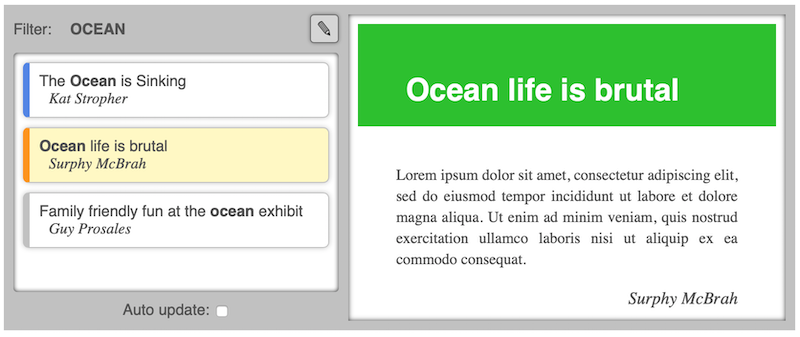 Filter: OCEAN
The Ocean is Sinking
Kat Stropher
Ocean life is brutal
Surphy McBrah
Family friendly fun at the ocean exhibit
Guy Prosales
Auto update:
Ocean life is brutal
Lorem ipsum dolor sit amet, consectetur adipiscing elit,
sed do eiusmod tempor incididunt ut labore et dolore
magna aliqua. Ut enim ad minim veniam, quis nostrud
exercitation ullamco laboris nisi ut aliquip ex ea
commodo consequat.
Surphy McBrah